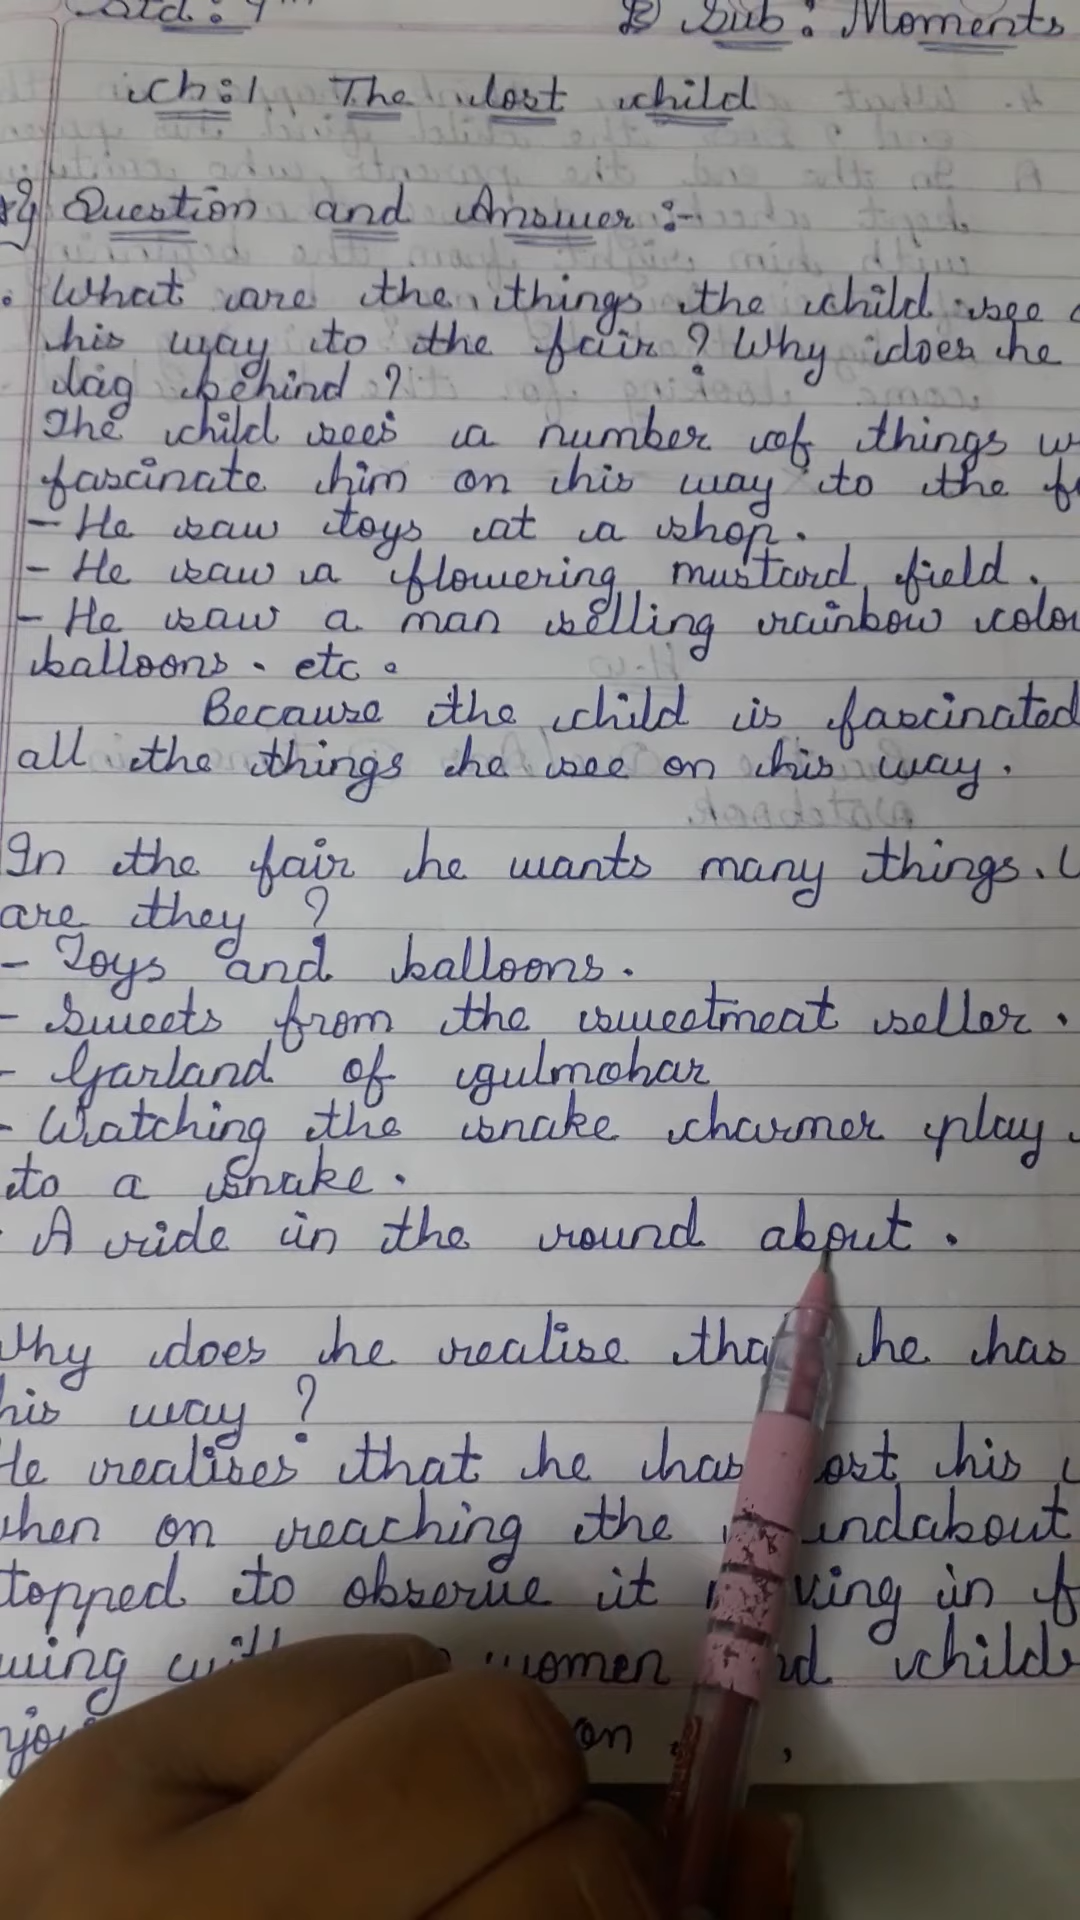 Std : 9th Sub : Moments
Ch:1 The lost child
Question and Answer :-
What are the things the child see
his way to the fair ? Why does he
lag behind ?
The child sees a number of things
fascinate him on his way to the
- He saw toys at a shop.
- He saw a flowering mustard field.
- He saw a man selling rainbow colou
balloons. etc.
Because the child is fascinated
all the things he see on his way.
In the fair he wants many things.
are they ?
- Toys and balloons.
- Sweets from the sweetmeat seller.
- Garland of gulmohar
- Watching the snake charmer play
to a snake.
- A ride in the round about.
Why does he realise that he has
his way ?
He realises that he has lost his
when on reaching the roundabout
stopped to observe it moving in
wing women
on